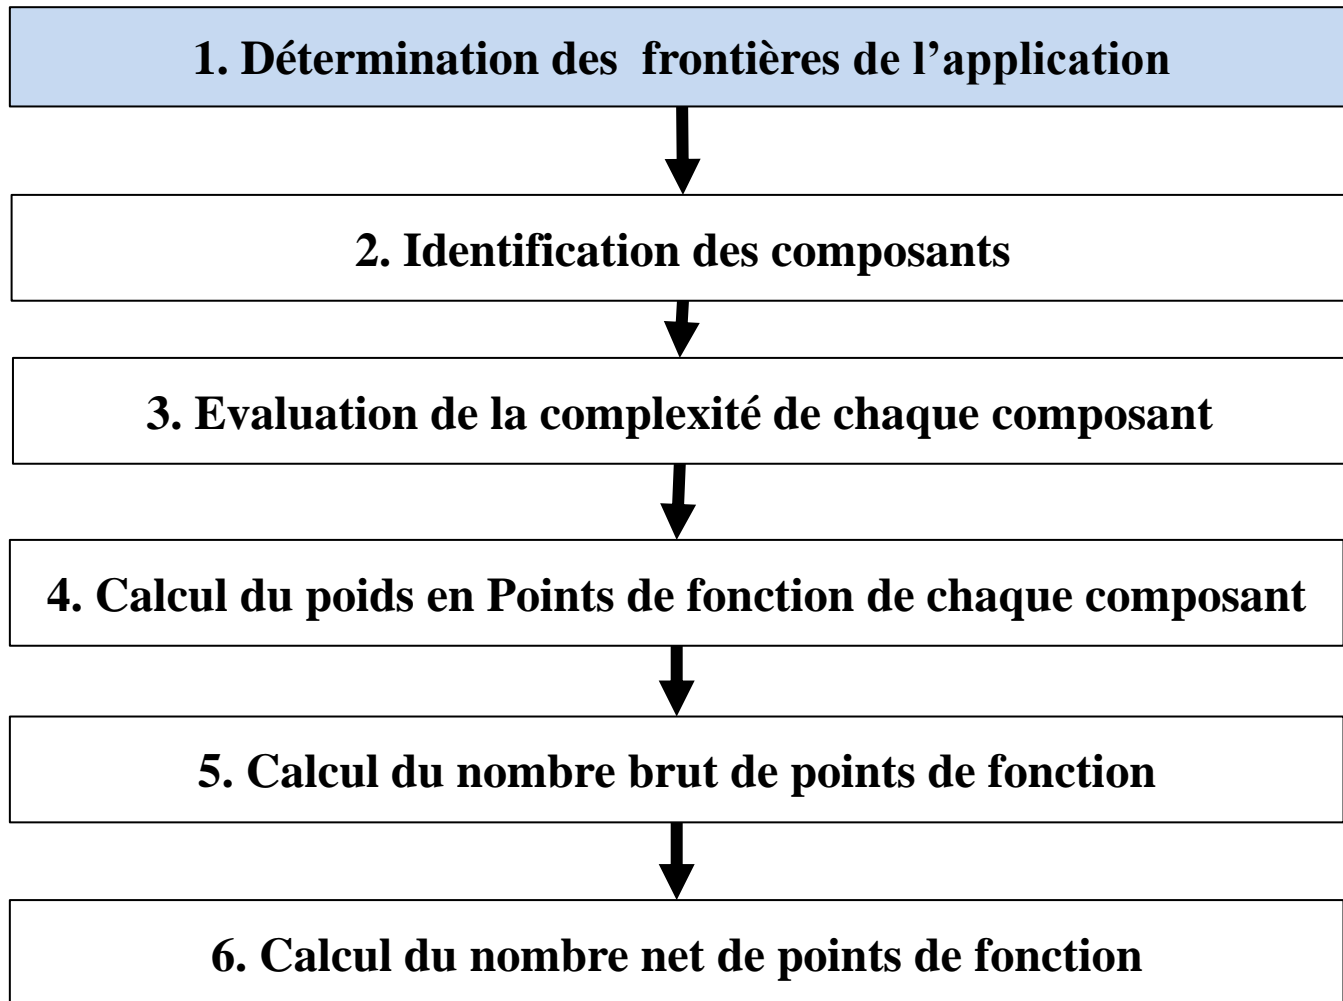 1. Détermination des  frontières de l’application
2. Identification des composants
3. Evaluation de la complexité de chaque composant
4. Calcul du poids en Points de fonction de chaque composant
5. Calcul du nombre brut de points de fonction
6. Calcul du nombre net de points de fonction